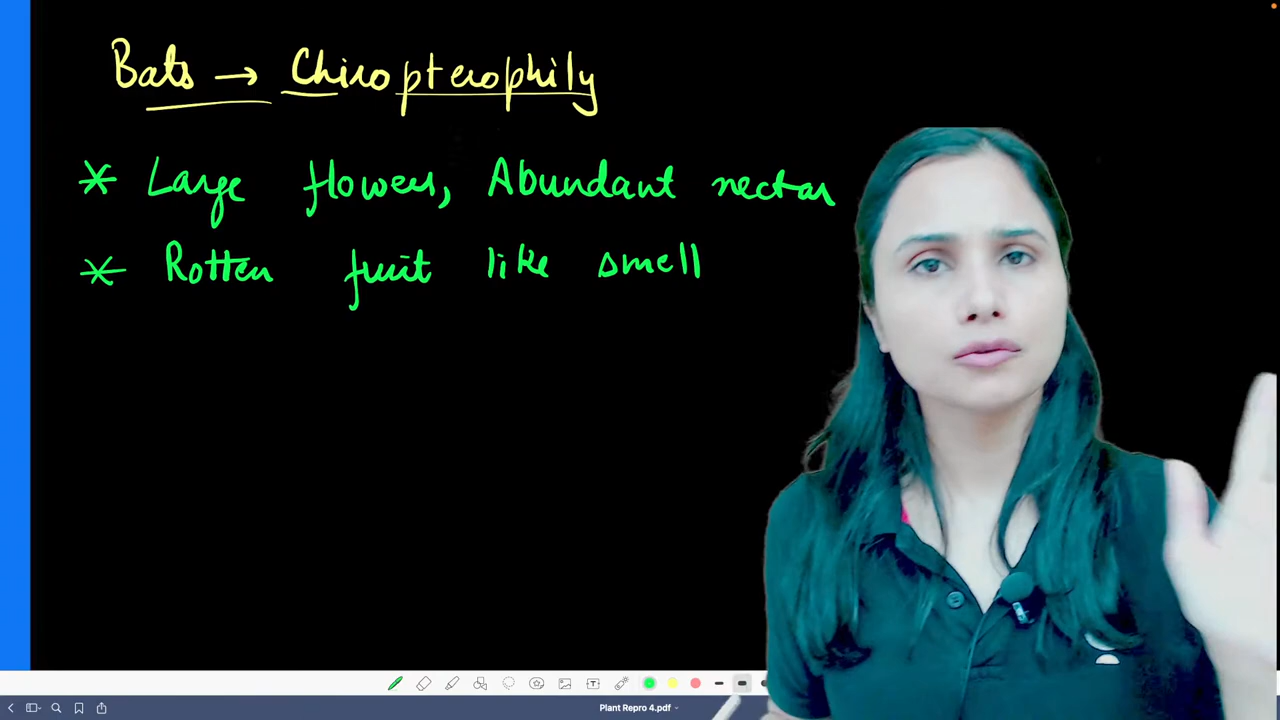 Bats → Chiropterophily
* Large flowers, Abundant nectar
* Rotten fruit like smell
Plant Repro 4.pdf